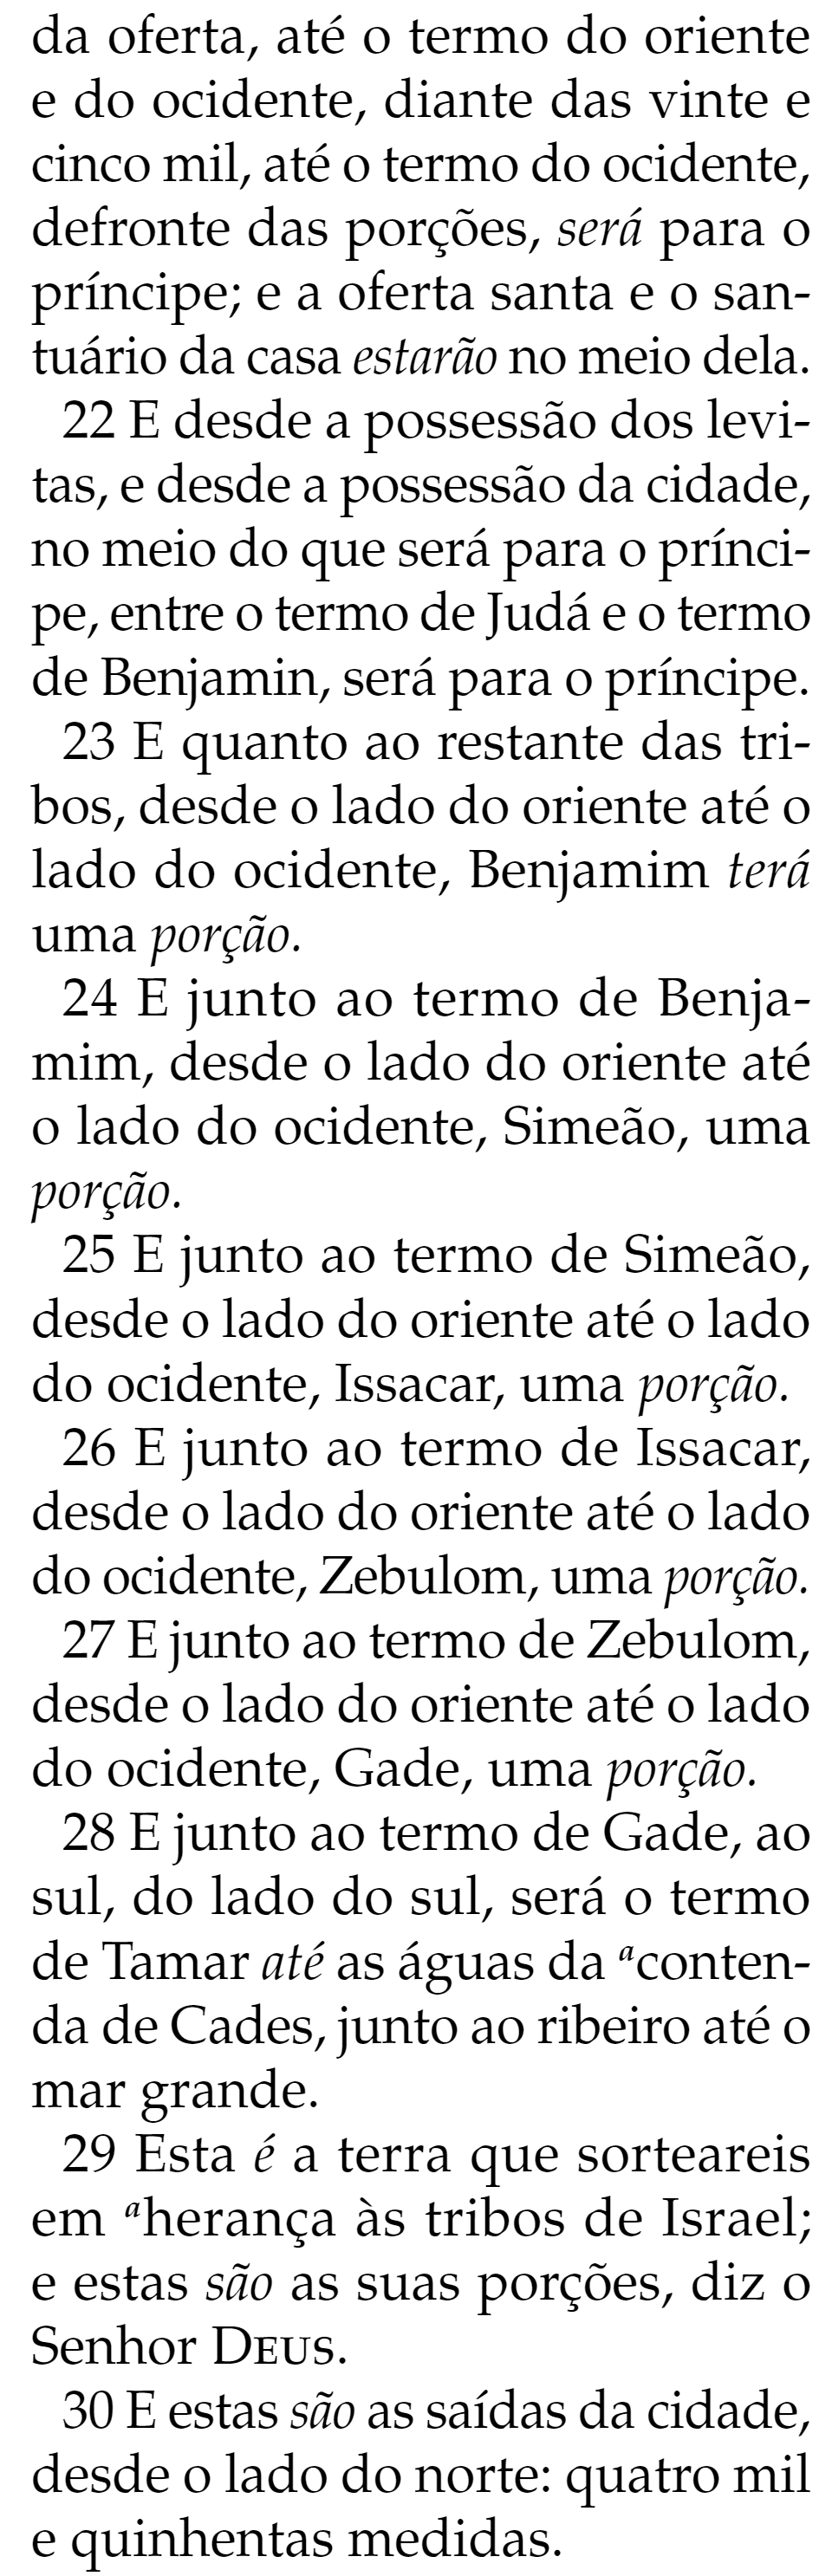 da oferta, até o termo do oriente
e do ocidente, diante das vinte e
cinco mil, até o termo do ocidente,
defronte das porções, será para o
príncipe; e a oferta santa e o san-
tuário da casa estarão no meio dela.
22 E desde a possessão dos levi-
tas, e desde a possessão da cidade,
no meio do que será para o prínci-
pe, entre o termo de Judá e o termo
de Benjamin, será para o príncipe.
23 E quanto ao restante das tri-
bos, desde o lado do oriente até o
lado do ocidente, Benjamim terá
uma porção.
24 E junto ao termo de Benja-
mim, desde o lado do oriente até
o lado do ocidente, Simeão, uma
porção.
25 E junto ao termo de Simeão,
desde o lado do oriente até o lado
do ocidente, Issacar, uma porção.
26 E junto ao termo de Issacar,
desde o lado do oriente até o lado
do ocidente, Zebulom, uma porção.
27 E junto ao termo de Zebulom,
desde o lado do oriente até o lado
do ocidente, Gade, uma porção.
28 E junto ao termo de Gade, ao
sul, do lado do sul, será o termo
de Tamar até as águas da ᵃconten-
da de Cades, junto ao ribeiro até o
mar grande.
29 Esta é a terra que sorteareis
em ᵃherança às tribos de Israel;
e estas são as suas porções, diz o
Senhor DEUS.
30 E estas são as saídas da cidade,
desde o lado do norte: quatro mil
e quinhentas medidas.